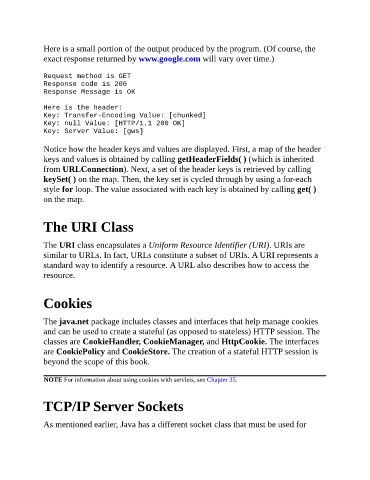 Here is a small portion of the output produced by the program. (Of course, the
exact response returned by www.google.com will vary over time.)
Request method is GET
Response code is 200
Response Message is OK
Here is the header:
Key: Transfer-Encoding Value: [chunked]
Key: null Value: [HTTP/1.1 200 OK]
Key: Server Value: [gws]
Notice how the header keys and values are displayed. First, a map of the header
keys and values is obtained by calling getHeaderFields( ) (which is inherited
from URLConnection). Next, a set of the header keys is retrieved by calling
keySet( ) on the map. Then, the key set is cycled through by using a for-each
style for loop. The value associated with each key is obtained by calling get( )
on the map.
The URI Class
The URI class encapsulates a Uniform Resource Identifier (URI). URIs are
similar to URLs. In fact, URLs constitute a subset of URIs. A URI represents a
standard way to identify a resource. A URL also describes how to access the
resource.
Cookies
The java.net package includes classes and interfaces that help manage cookies
and can be used to create a stateful (as opposed to stateless) HTTP session. The
classes are CookieHandler, CookieManager, and HttpCookie. The interfaces
are CookiePolicy and CookieStore. The creation of a stateful HTTP session is
beyond the scope of this book.
NOTE For information about using cookies with servlets, see Chapter 35.
TCP/IP Server Sockets
As mentioned earlier, Java has a different socket class that must be used for